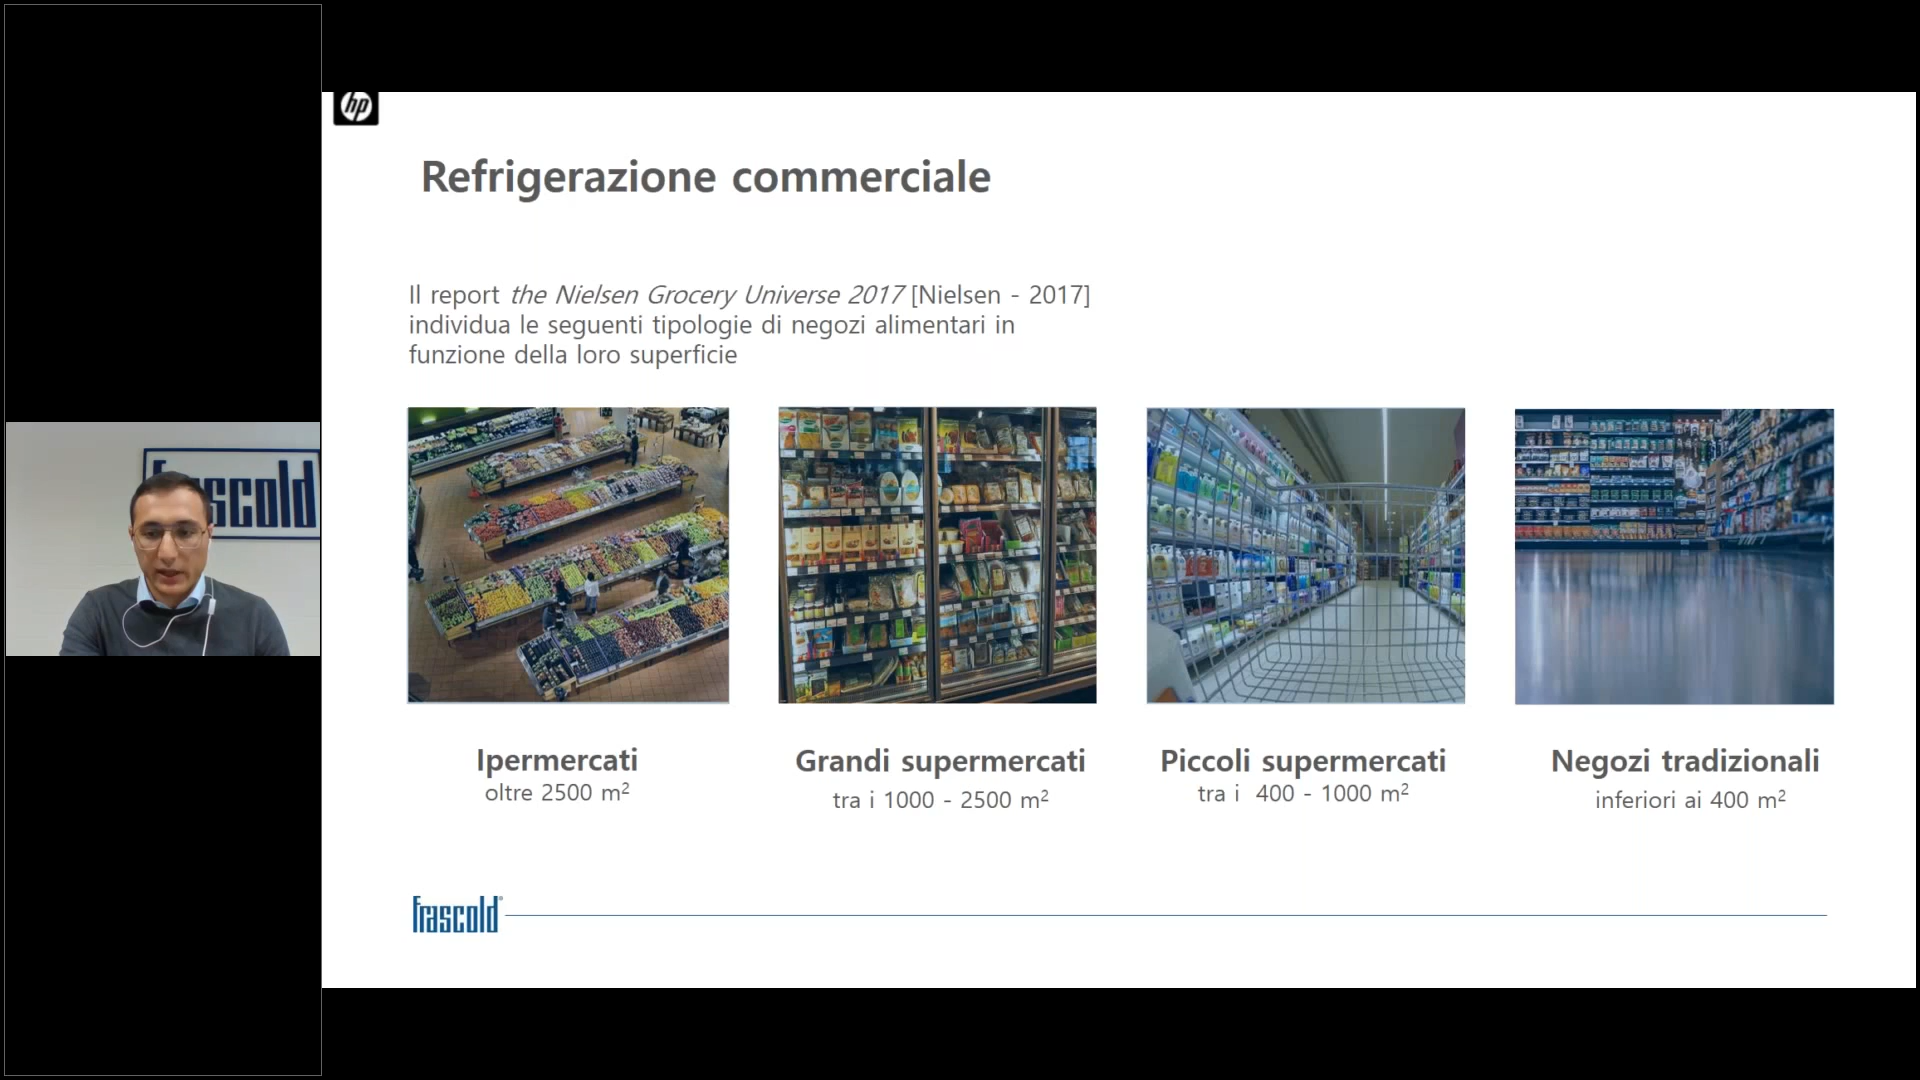 hp
Refrigerazione commerciale
Il report the Nielsen Grocery Universe 2017 [Nielsen - 2017]
individua le seguenti tipologie di negozi alimentari in
funzione della loro superficie
frascold
Ipermercati
oltre 2500 m²
Grandi supermercati
tra i 1000 - 2500 m²
Piccoli supermercati
tra i 400 - 1000 m²
Negozi tradizionali
inferiori ai 400 m²
frascold